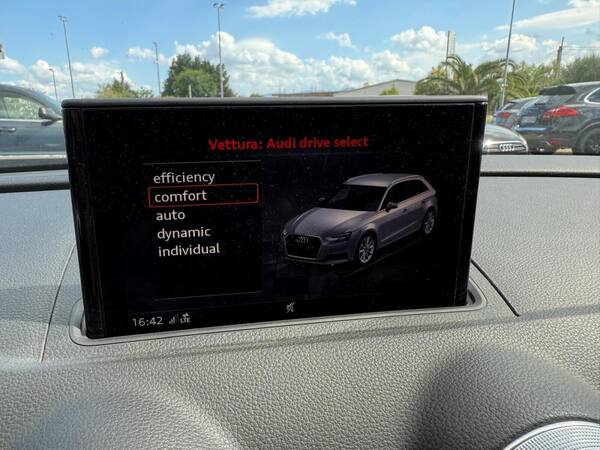 Vettura: Audi drive select
efficiency
comfort
auto
dynamic
individual
16:42 LTE